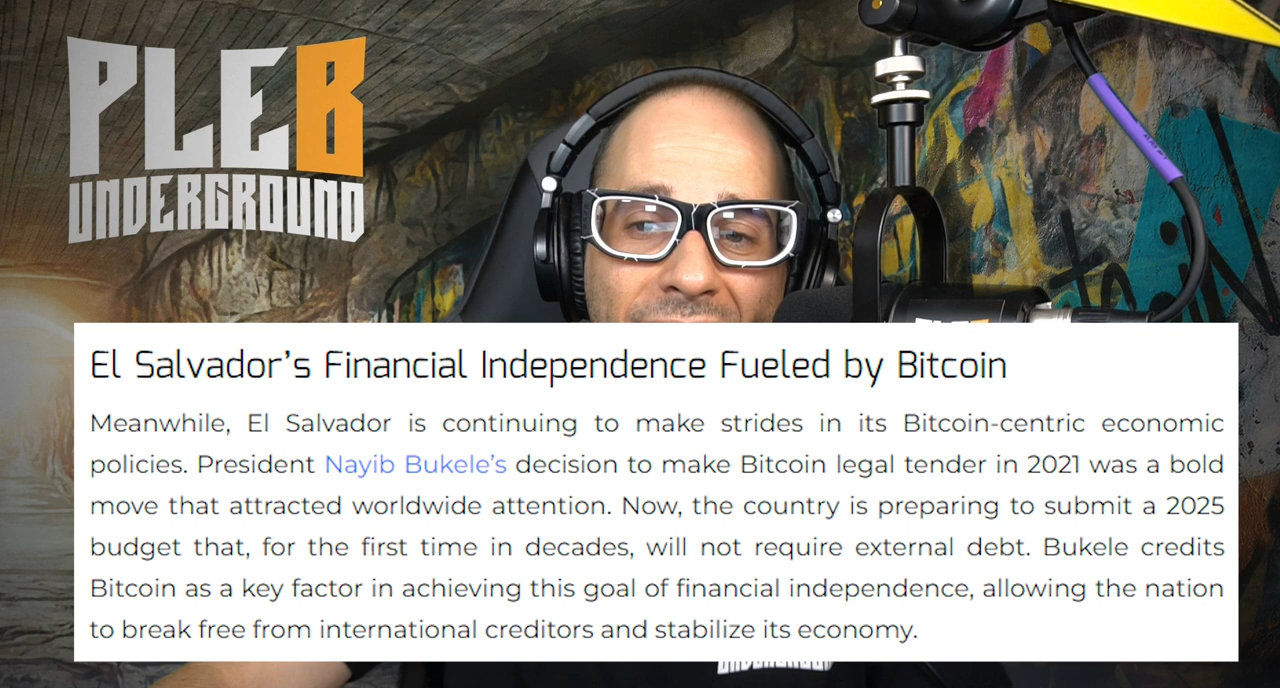 PLEB
UNDERGROUND
El Salvador’s Financial Independence Fueled by Bitcoin
Meanwhile, El Salvador is continuing to make strides in its Bitcoin-centric economic
policies. President Nayib Bukele’s decision to make Bitcoin legal tender in 2021 was a bold
move that attracted worldwide attention. Now, the country is preparing to submit a 2025
budget that, for the first time in decades, will not require external debt. Bukele credits
Bitcoin as a key factor in achieving this goal of financial independence, allowing the nation
to break free from international creditors and stabilize its economy.